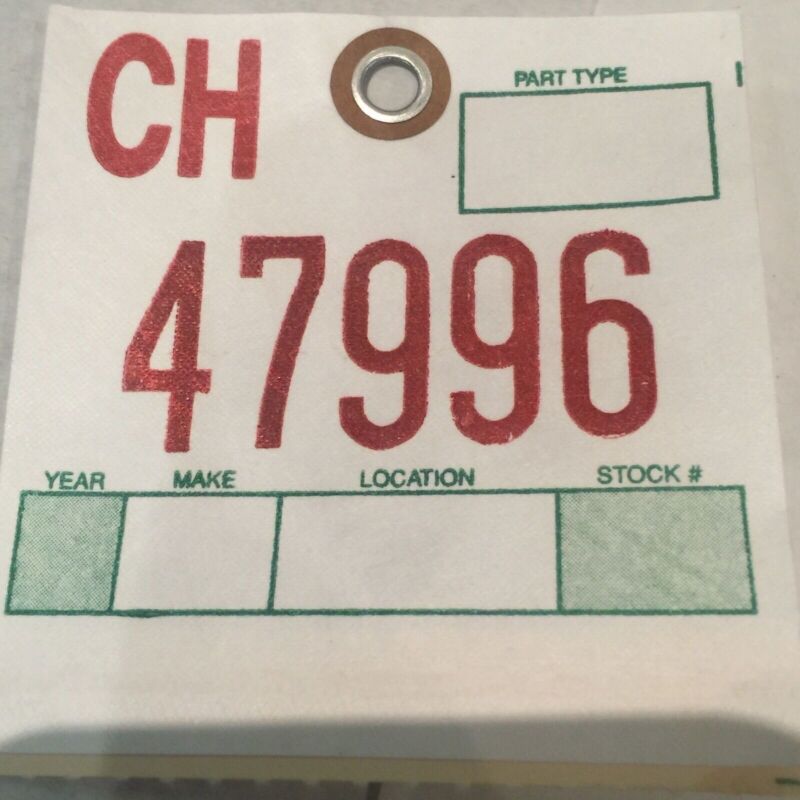 CH
PART TYPE
47996
YEAR MAKE LOCATION STOCK #